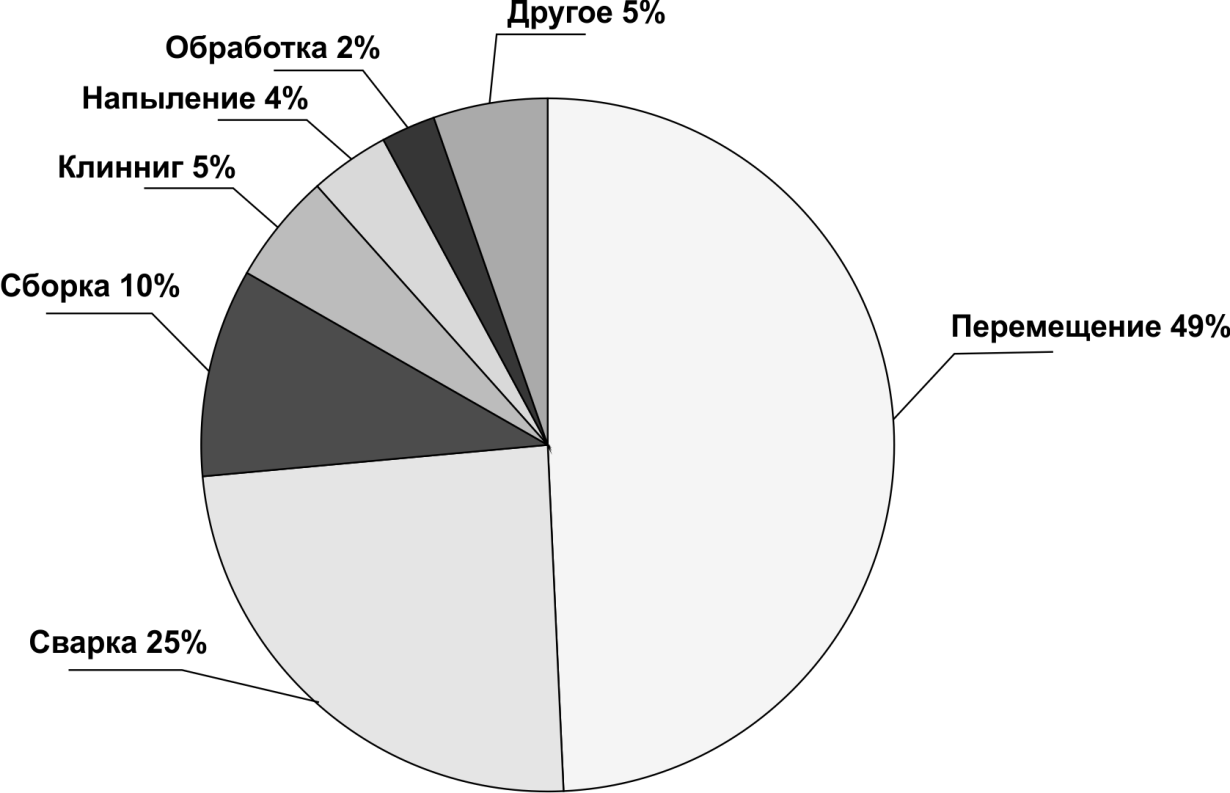 Другое 5%
Обработка 2%
Напыление 4%
Клинниг 5%
Сборка 10%
Перемещение 49%
Сварка 25%